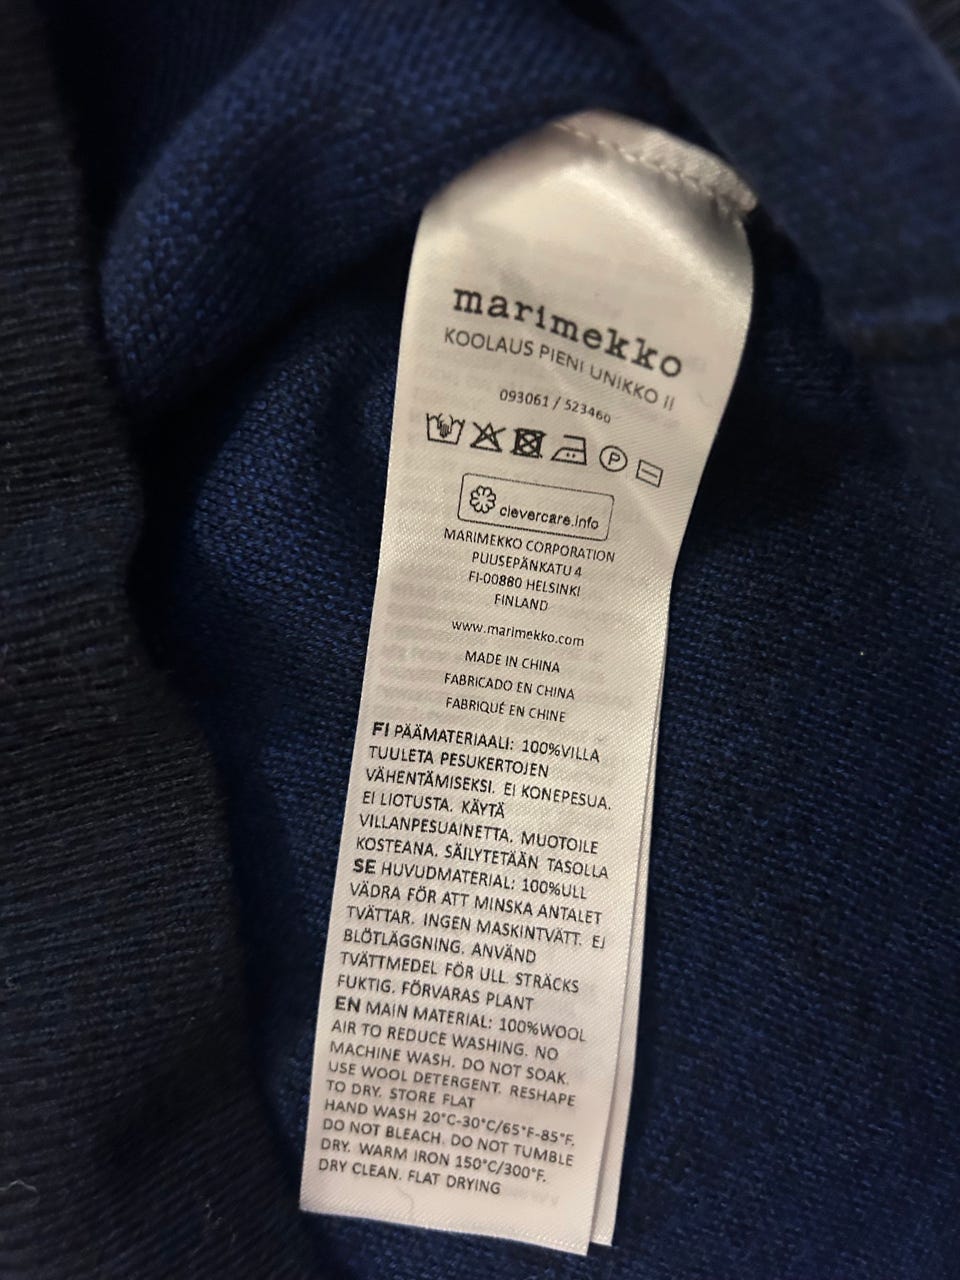 marimekko
KOOLAUS PIENI UNIKKO II
093061 / 523460
P
clevercare.info
MARIMEKKO CORPORATION
PUUSEPÄNKATU 4
FI-00880 HELSINKI
FINLAND
www.marimekko.com
MADE IN CHINA
FABRICADO EN CHINA
FABRIQUÉ EN CHINE
FI PÄÄMATERIAALI: 100%VILLA
TUULETA PESUKERTOJEN
VÄHENTÄMISEKSI. EI KONEPESUA.
EI LIOTUSTA. KÄYTÄ
VILLANPESUAINETTA. MUOTOILE
KOSTEANA. SÄILYTETÄÄN TASOLLA
SE HUVUDMATERIAL: 100%ULL
VÄDRA FÖR ATT MINSKA ANTALET
TVÄTTAR. INGEN MASKINTVÄTT. EJ
BLÖTLÄGGNING. ANVÄND
TVÄTTMEDEL FÖR ULL. STRÄCKS
FUKTIG. FÖRVARAS PLANT
EN MAIN MATERIAL: 100%WOOL
AIR TO REDUCE WASHING. NO
MACHINE WASH. DO NOT SOAK.
USE WOOL DETERGENT. RESHAPE
TO DRY. STORE FLAT
HAND WASH 20°C-30°C/65°F-85°F.
DO NOT BLEACH. DO NOT TUMBLE
DRY. WARM IRON 150°C/300°F.
DRY CLEAN. FLAT DRYING